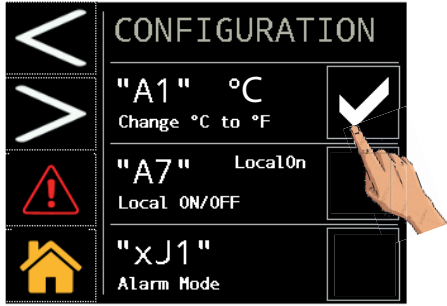 CONFIGURATION
"A1" °C
Change °C to °F
"A7" LocalOn
Local ON/OFF
"xJ1"
Alarm Mode